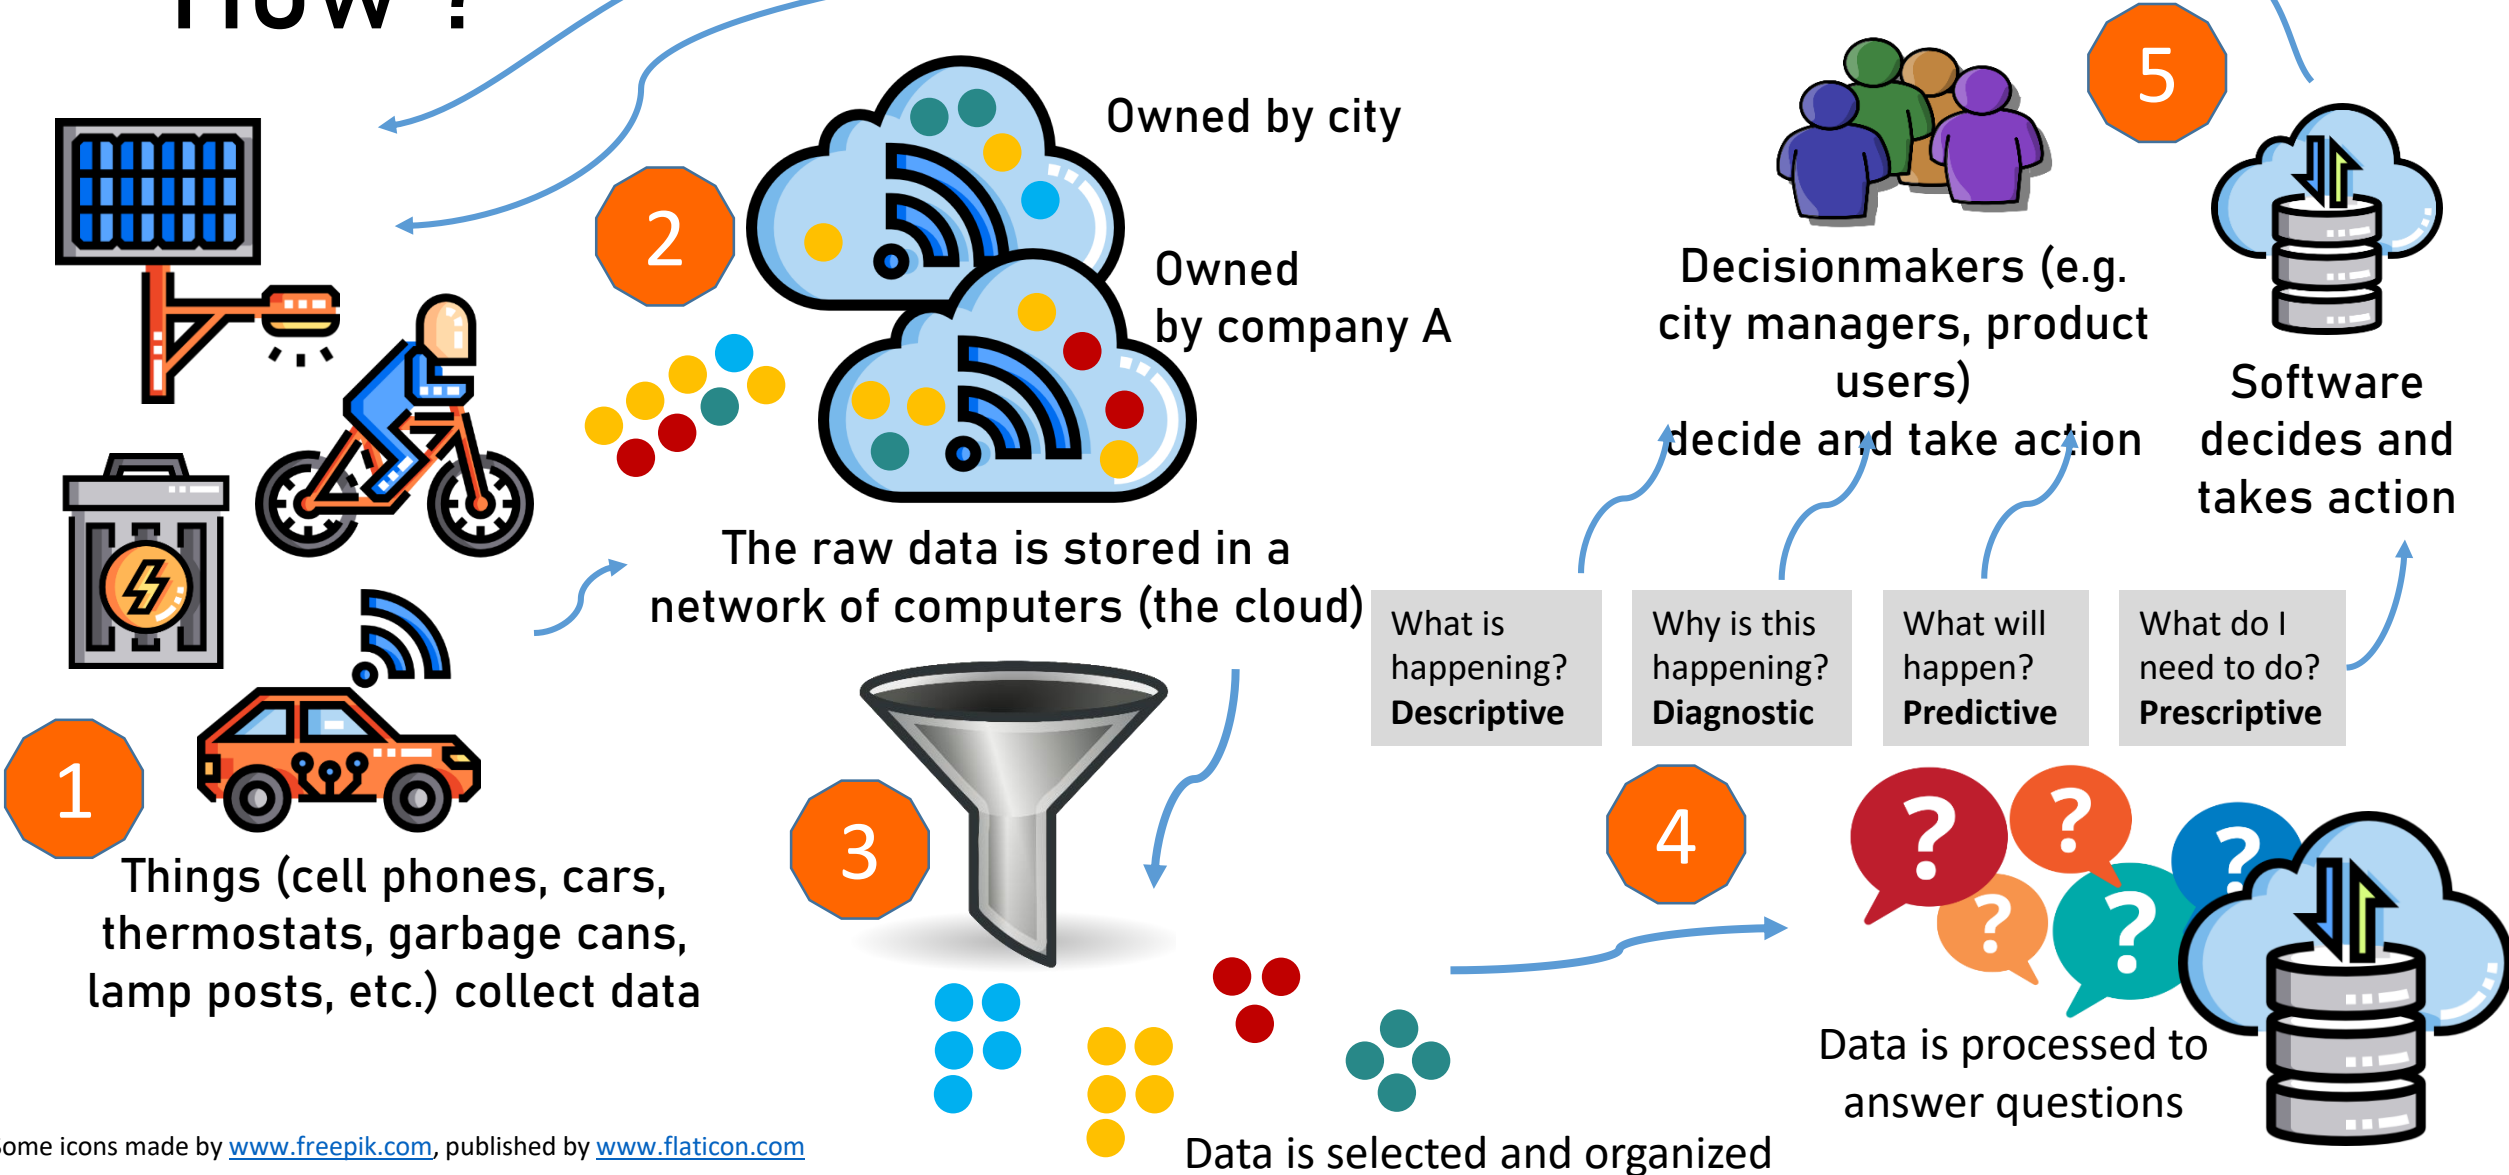 How ?
1
Things (cell phones, cars,
thermostats, garbage cans,
lamp posts, etc.) collect data
2
Owned by city
Owned
by company A
The raw data is stored in a
network of computers (the cloud)
3
Data is selected and organized
4
? ? ? ? ?
Data is processed to
answer questions
What is
happening?
Descriptive
Why is this
happening?
Diagnostic
What will
happen?
Predictive
What do I
need to do?
Prescriptive
5
Decisionmakers (e.g.
city managers, product
users)
decide and take action
Software
decides and
takes action
Some icons made by www.freepik.com, published by www.flaticon.com